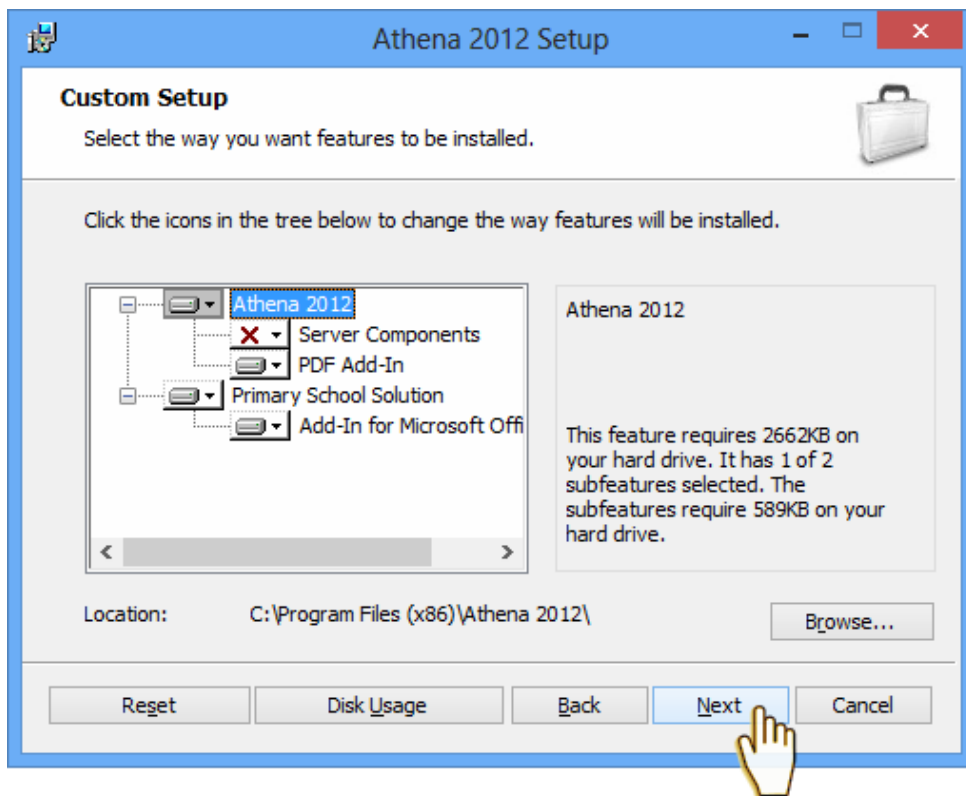 Athena 2012 Setup
Custom Setup
Select the way you want features to be installed.
Click the icons in the tree below to change the way features will be installed.
Athena 2012
Server Components
PDF Add-In
Primary School Solution
Add-In for Microsoft Offi
Athena 2012
This feature requires 2662KB on
your hard drive. It has 1 of 2
subfeatures selected. The
subfeatures require 589KB on your
hard drive.
Location: C:\Program Files (x86)\Athena 2012\
Browse...
Reset Disk Usage Back Next Cancel